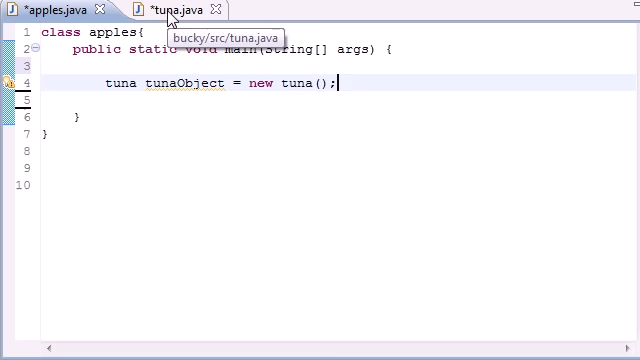 *apples.java *tuna.java
1 class apples{
2 public static void main(String[] args) {
bucky/src/tuna.java
3
4 tuna tunaObject = new tuna();
5
6 }
7 }
8
9
10